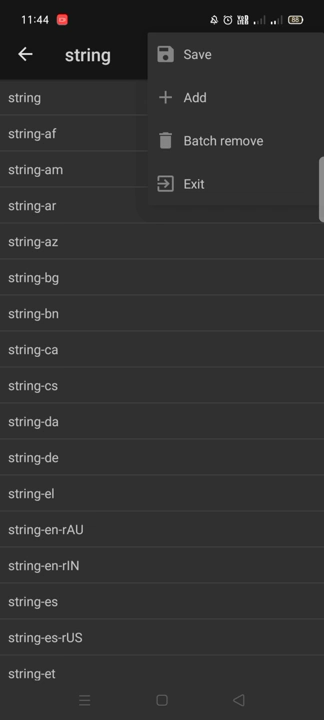 11:44
88
string
Save
Add
Batch remove
Exit
string
string-af
string-am
string-ar
string-az
string-bg
string-bn
string-ca
string-cs
string-da
string-de
string-el
string-en-rAU
string-en-rIN
string-es
string-es-rUS
string-et